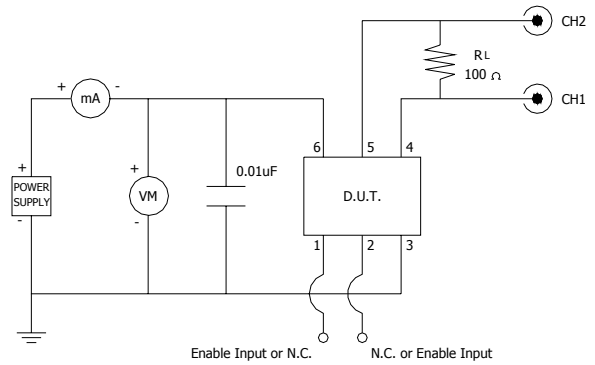 CH2
RL
100 Ω
CH1
+ mA -
6 5 4
+
POWER
SUPPLY
-
+
VM
-
0.01uF
D.U.T.
1 2 3
Enable Input or N.C.
N.C. or Enable Input